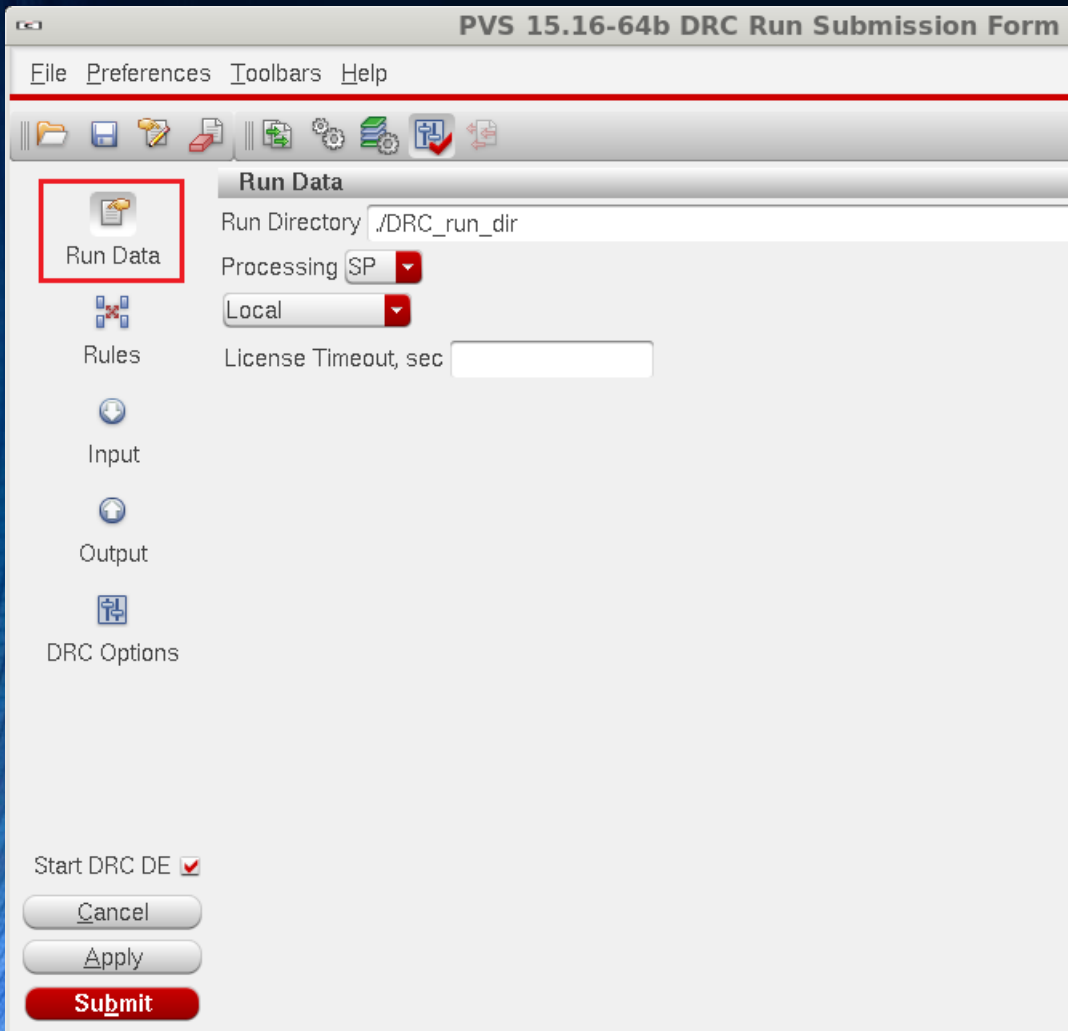 PVS 15.16-64b DRC Run Submission Form
File Preferences Toolbars Help
Run Data
Run Data
Run Directory ./DRC_run_dir
Processing SP
Local
License Timeout, sec
Rules
Input
Output
DRC Options
Start DRC DE
Cancel
Apply
Submit